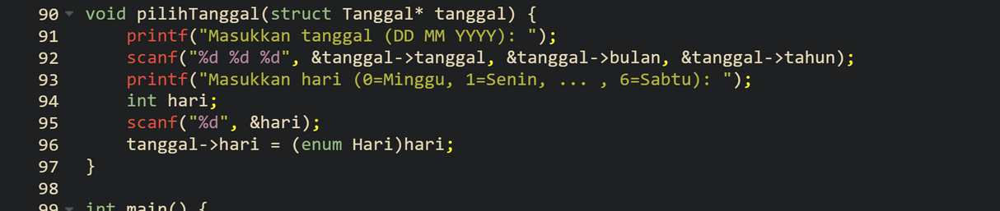 90 void pilihTanggal(struct Tanggal* tanggal) {
91     printf("Masukkan tanggal (DD MM YYYY): ");
92     scanf("%d %d %d", &tanggal->tanggal, &tanggal->bulan, &tanggal->tahun);
93     printf("Masukkan hari (0=Minggu, 1=Senin, ... , 6=Sabtu): ");
94     int hari;
95     scanf("%d", &hari);
96     tanggal->hari = (enum Hari)hari;
97 }
98
99 int main() {